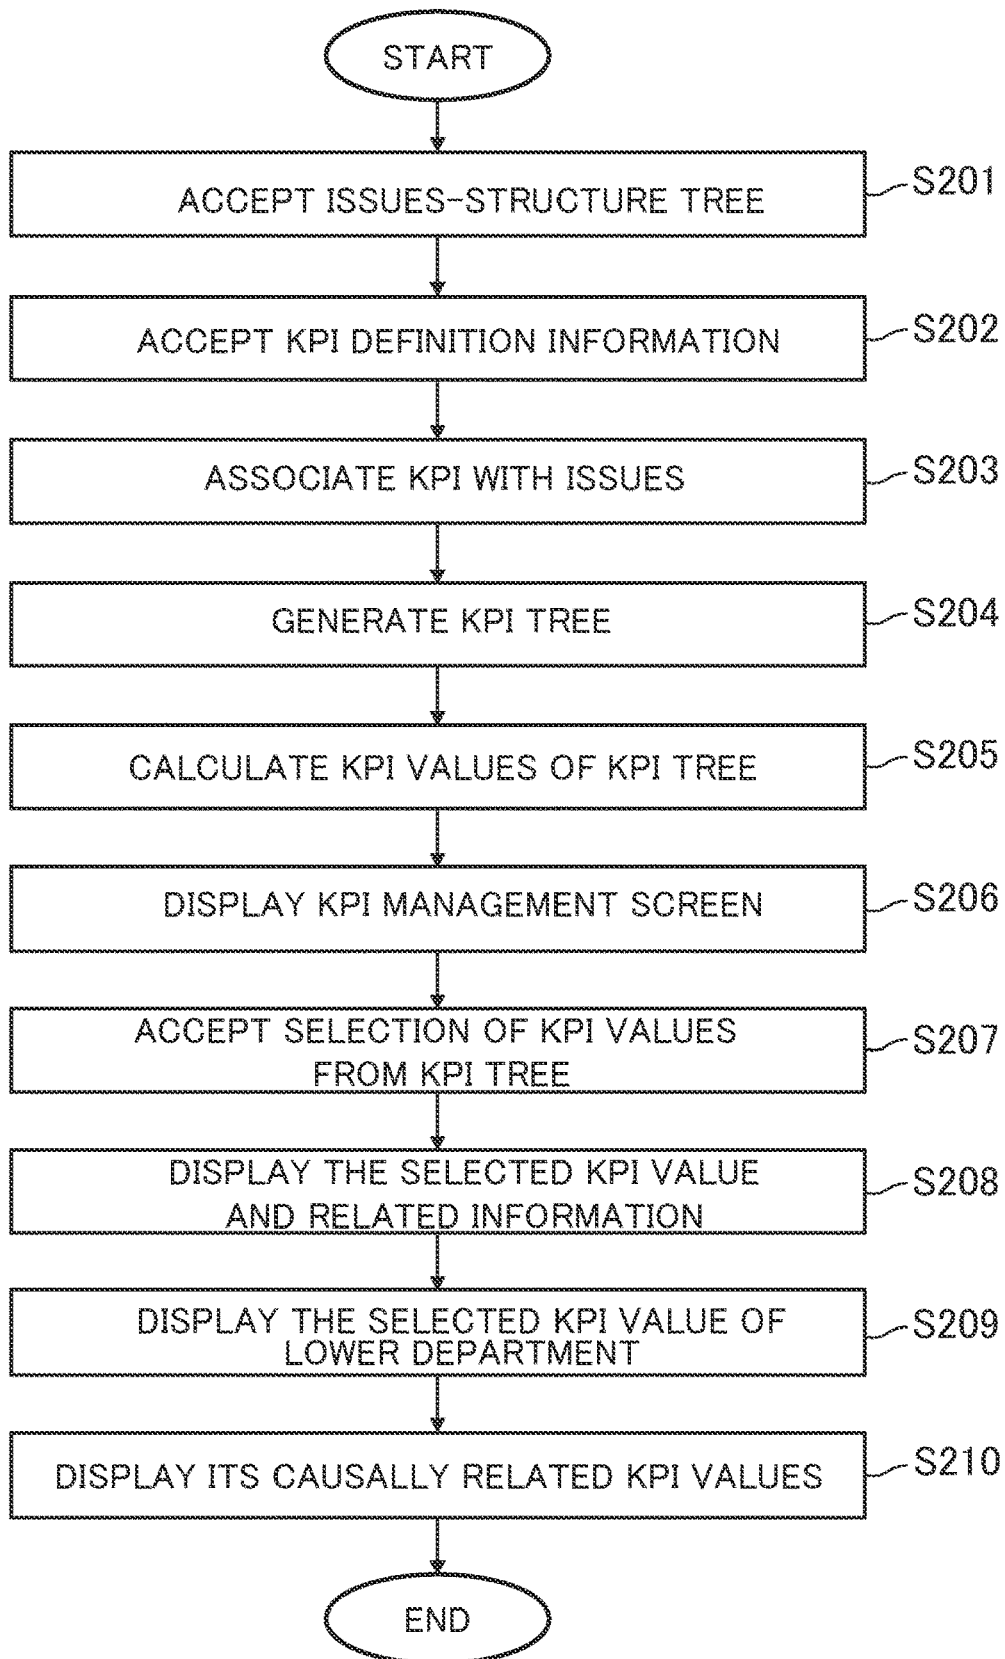 START
ACCEPT ISSUES-STRUCTURE TREE
S201
ACCEPT KPI DEFINITION INFORMATION
S202
ASSOCIATE KPI WITH ISSUES
S203
GENERATE KPI TREE
S204
CALCULATE KPI VALUES OF KPI TREE
S205
DISPLAY KPI MANAGEMENT SCREEN
S206
ACCEPT SELECTION OF KPI VALUES
FROM KPI TREE
S207
DISPLAY THE SELECTED KPI VALUE
AND RELATED INFORMATION
S208
DISPLAY THE SELECTED KPI VALUE OF
LOWER DEPARTMENT
S209
DISPLAY ITS CAUSALLY RELATED KPI VALUES
S210
END